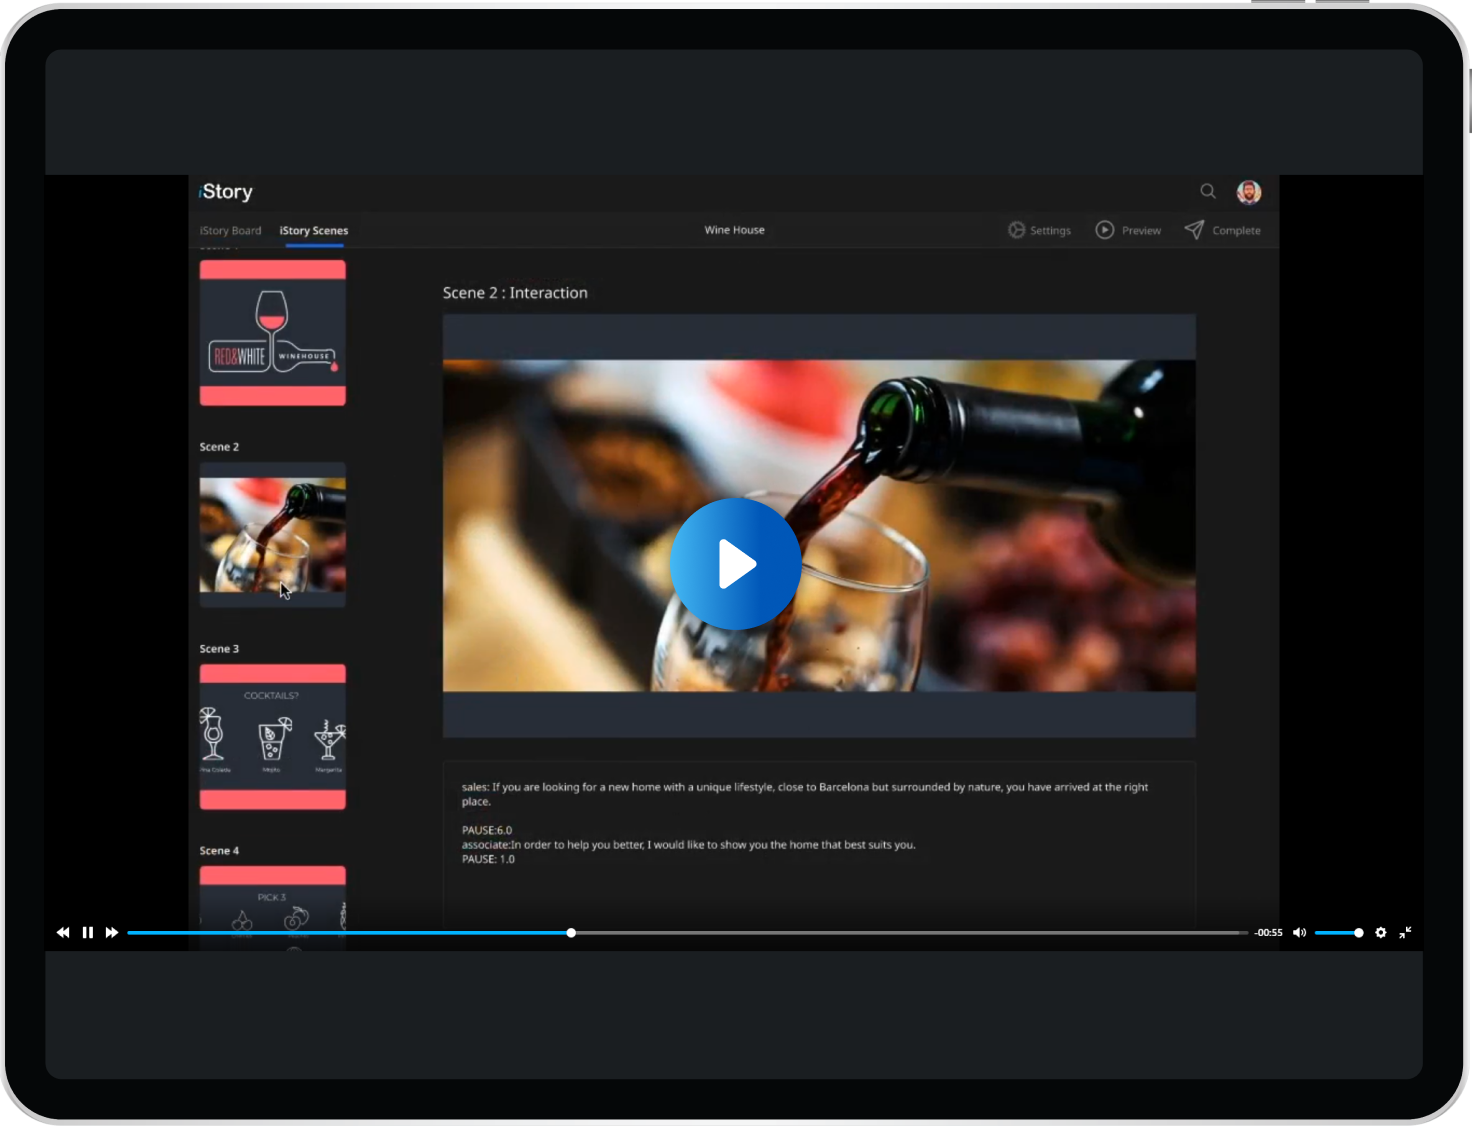 iStory
iStory Board
iStory Scenes
Wine House
Settings
Preview
Complete
RED&WHITE
WINEHOUSE
Scene 2
Scene 3
COCKTAILS?
Mojito
Margarita
Scene 4
PICK 3
Scene 2 : Interaction
sales: If you are looking for a new home with a unique lifestyle, close to Barcelona but surrounded by nature, you have arrived at the right
place.
PAUSE:6.0
associate:In order to help you better, I would like to show you the home that best suits you.
PAUSE: 1.0
-00:55